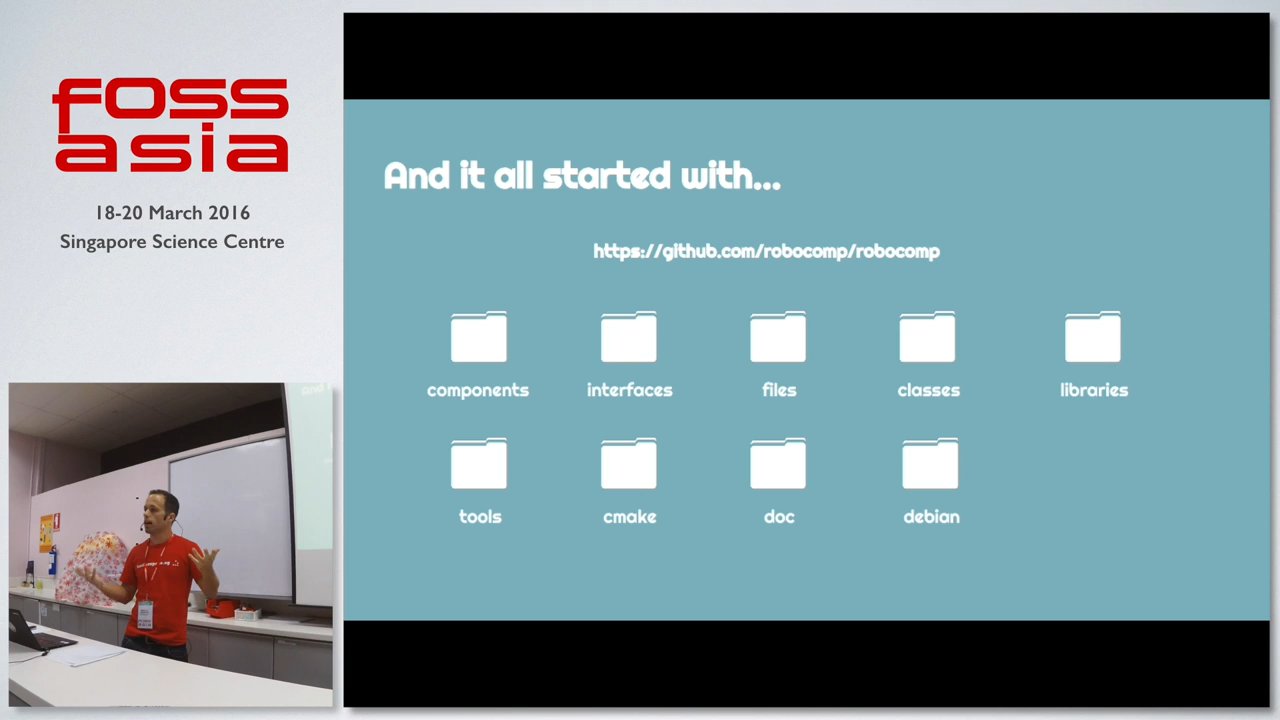 foss
asia
18-20 March 2016
Singapore Science Centre
And it all started with...
https://github.com/robocomp/robocomp
components
interfaces
files
classes
libraries
tools
cmake
doc
debian